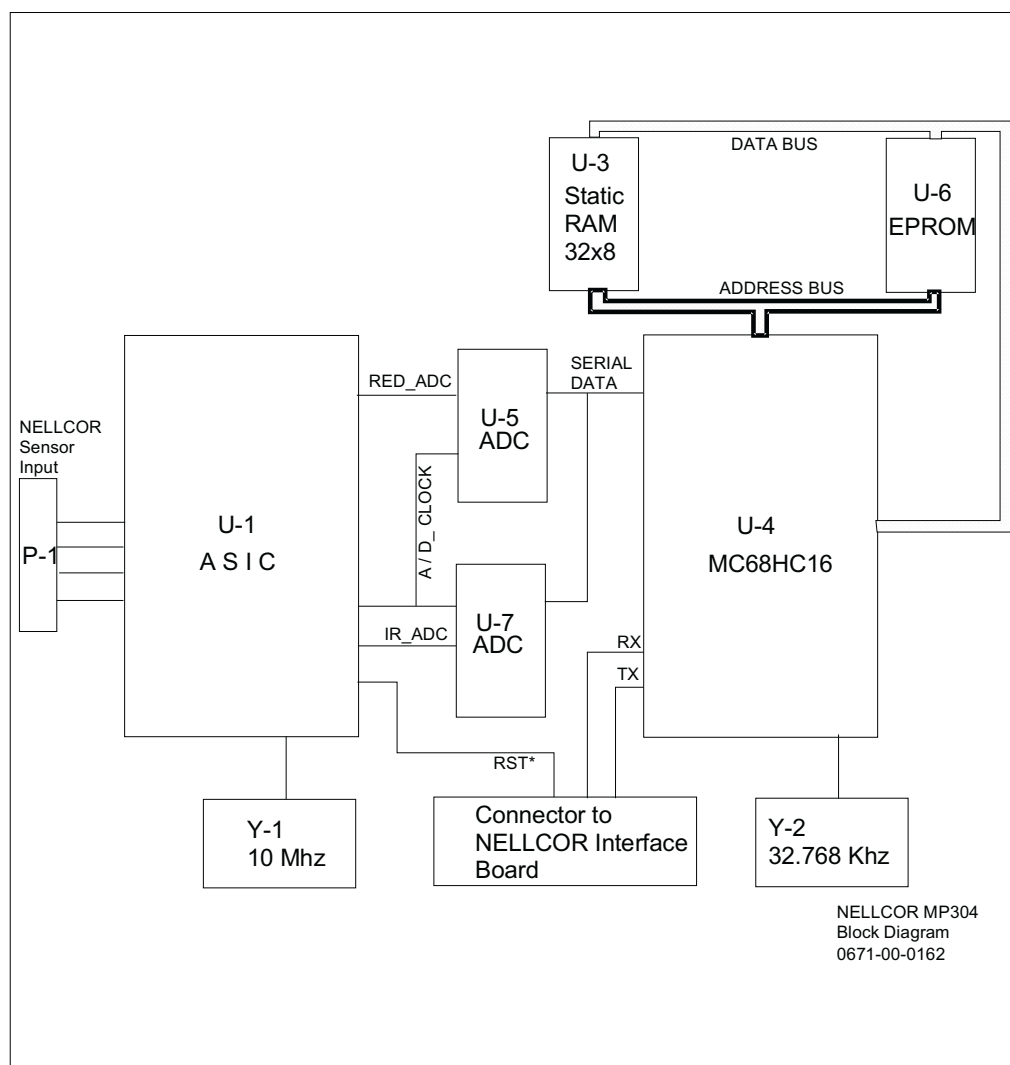 DATA BUS
U-3
Static
RAM
32x8
U-6
EPROM
ADDRESS BUS
RED_ADC
U-5
ADC
SERIAL
DATA
NELLCOR
Sensor
Input
P-1
U-1
A S I C
A / D_ CLOCK
U-4
MC68HC16
IR_ADC
U-7
ADC
RX
TX
RST*
Y-1
10 Mhz
Connector to
NELLCOR Interface
Board
Y-2
32.768 Khz
NELLCOR MP304
Block Diagram
0671-00-0162